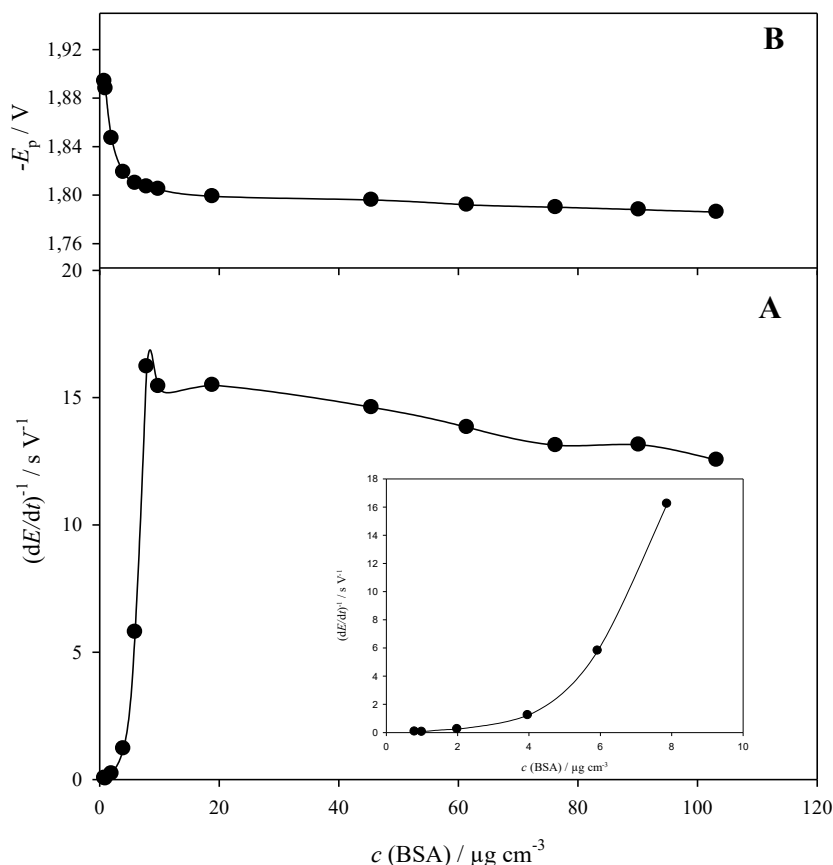 B
1,92
1,88
1,84
1,80
1,76
-Eₚ / V
A
20
15
10
5
0
(dE/dt)⁻¹ / s V⁻¹
18
16
14
12
10
8
6
4
2
0
(dE/dt)⁻¹ / s V⁻¹
0 2 4 6 8 10
c (BSA) / µg cm⁻³
0 20 40 60 80 100 120
c (BSA) / µg cm⁻³